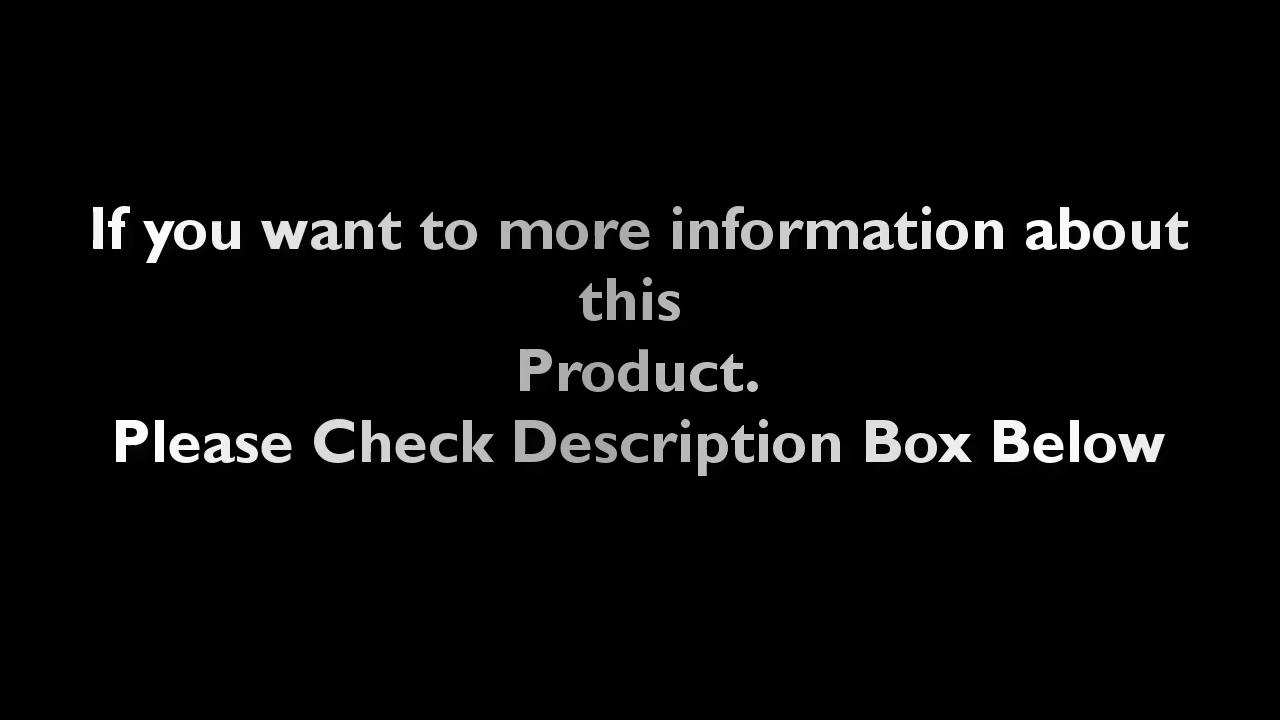 If you want to more information about
this
Product.
Please Check Description Box Below